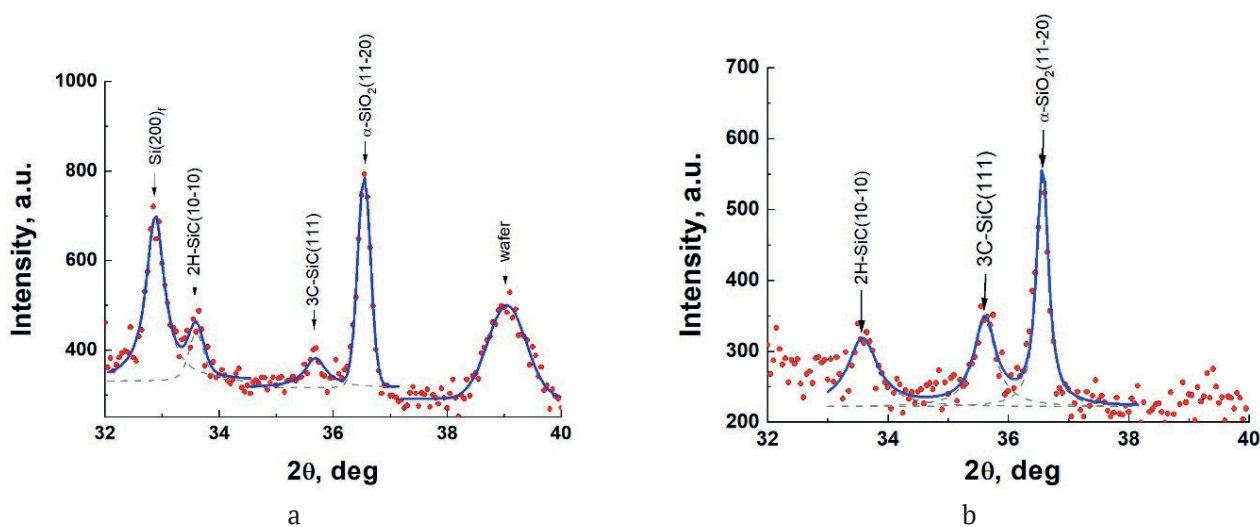 1000
800
600
400
Intensity, a.u.
Si(200)f
2H-SiC(10-10)
3C-SiC(111)
α-SiO2(11-20)
wafer
32 34 36 38 40
2θ, deg
a
700
600
500
400
300
200
Intensity, a.u.
2H-SiC(10-10)
3C-SiC(111)
α-SiO2(11-20)
32 34 36 38 40
2θ, deg
b